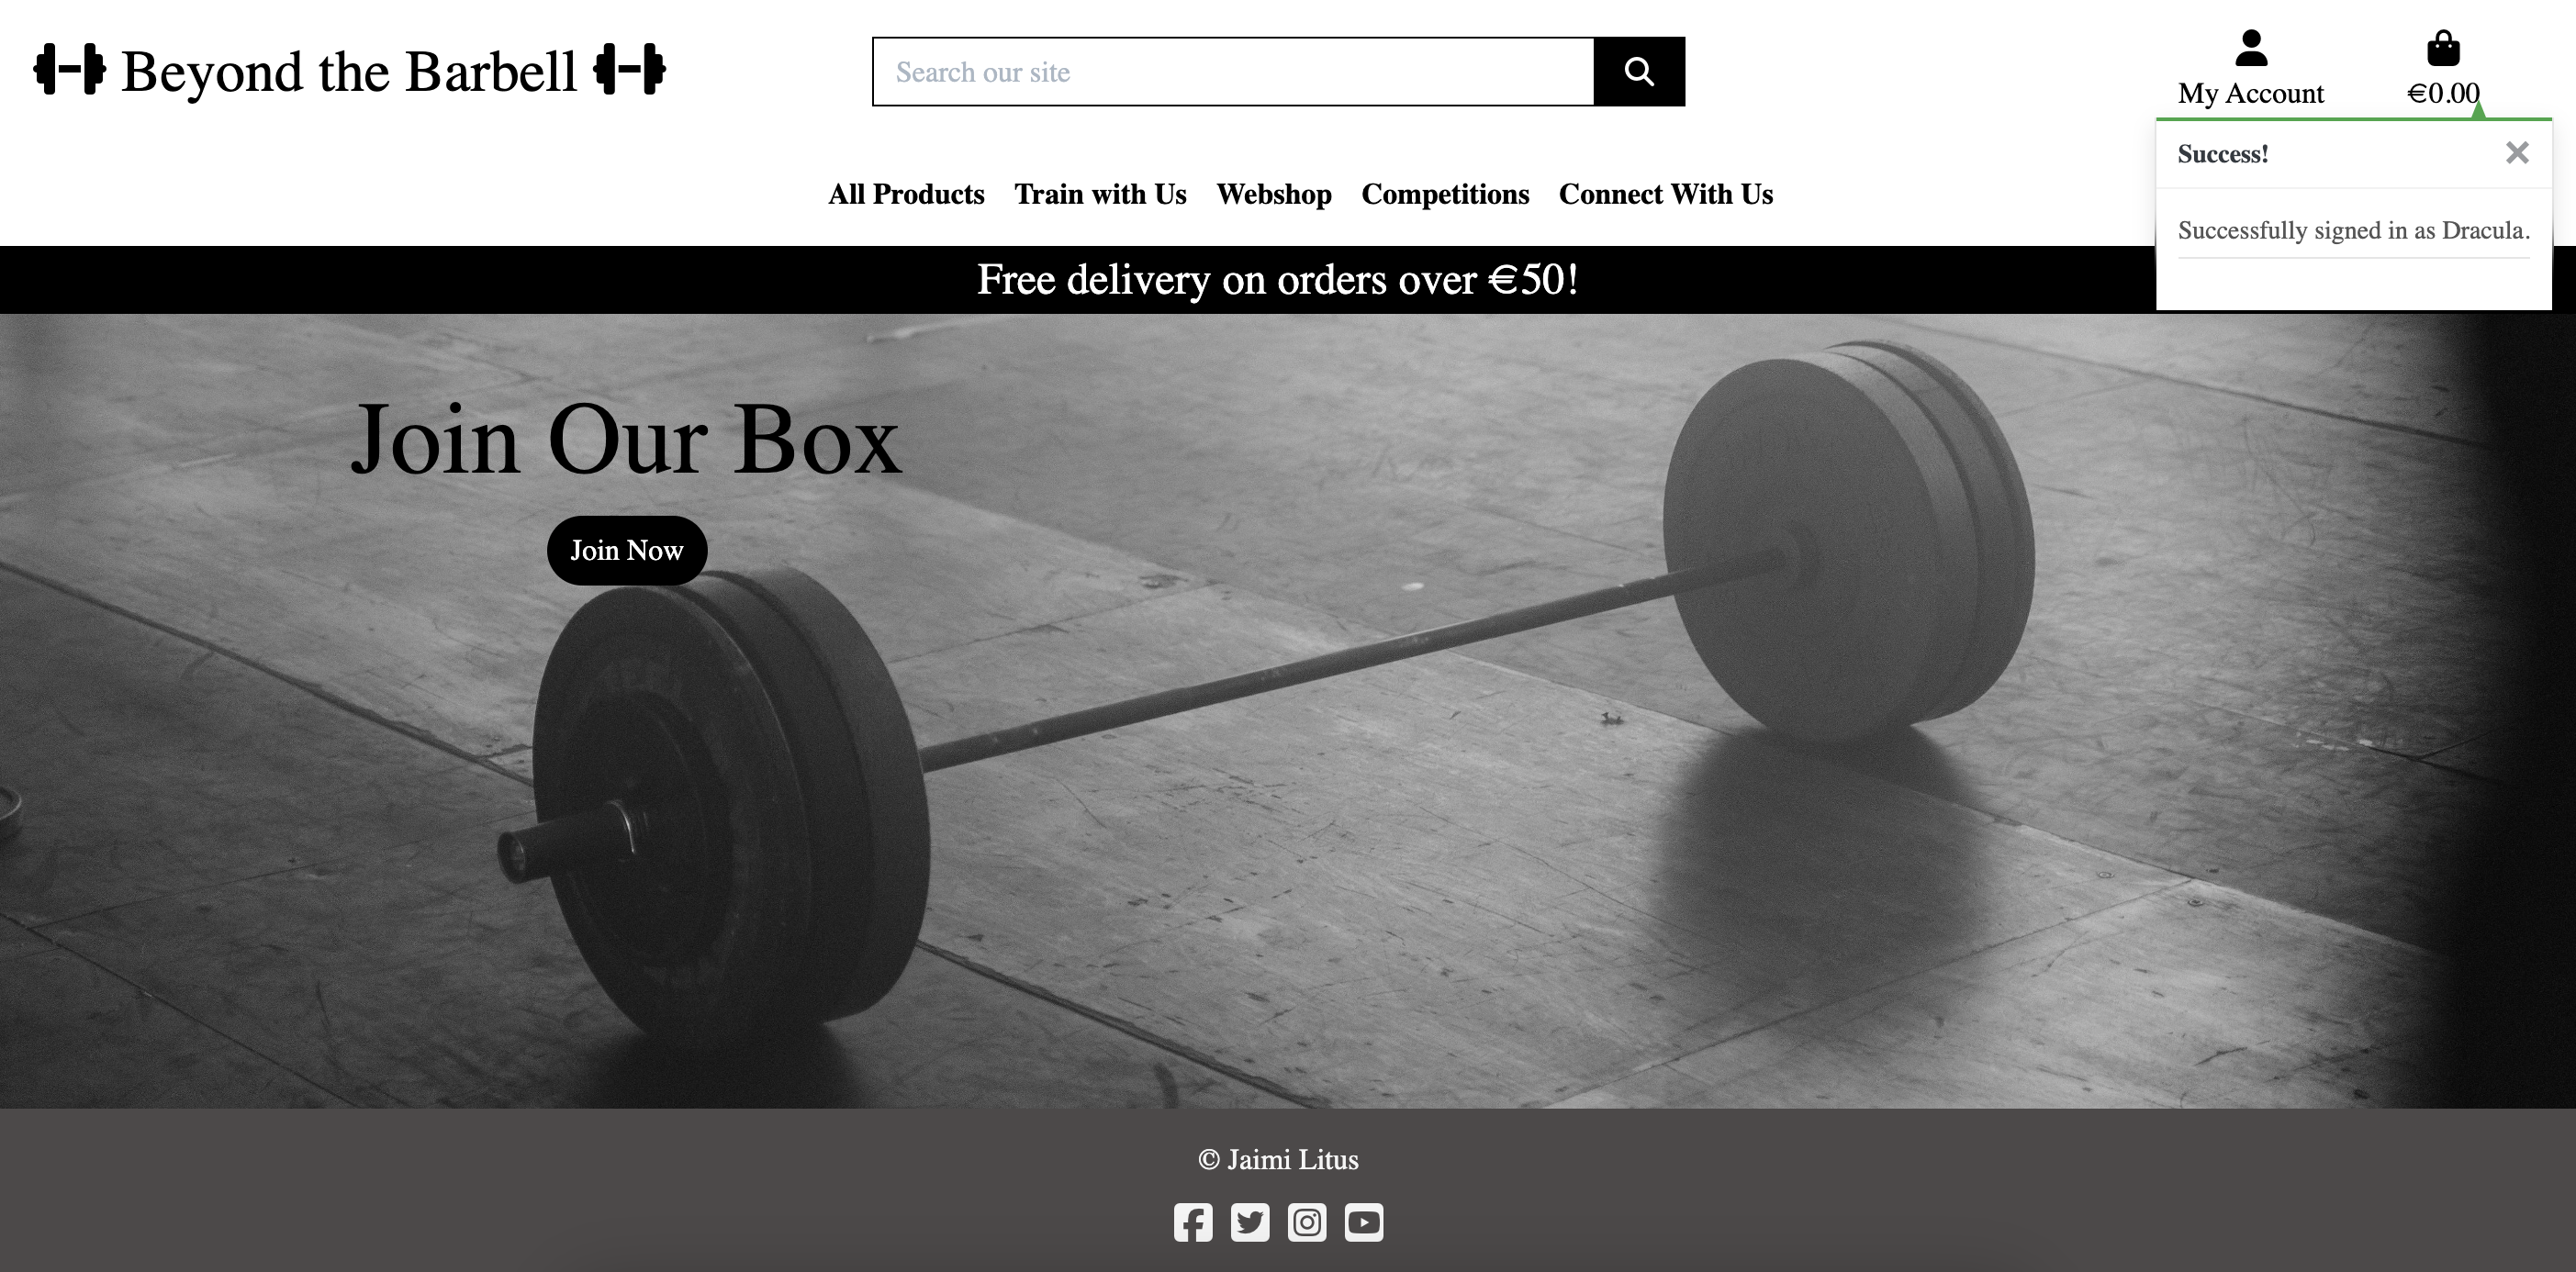 Beyond the Barbell
Search our site
My Account
€0.00
Success!
Successfully signed in as Dracula.
All Products Train with Us Webshop Competitions Connect With Us
Free delivery on orders over €50!
Join Our Box
Join Now
© Jaimi Litus